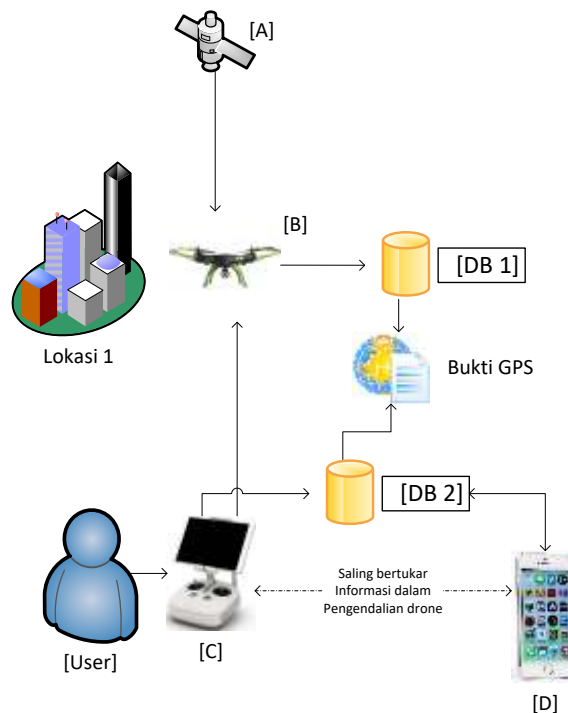 [A]
[B]
[DB 1]
Lokasi 1
Bukti GPS
[DB 2]
Saling bertukar
Informasi dalam
Pengendalian drone
[User]
[C]
[D]